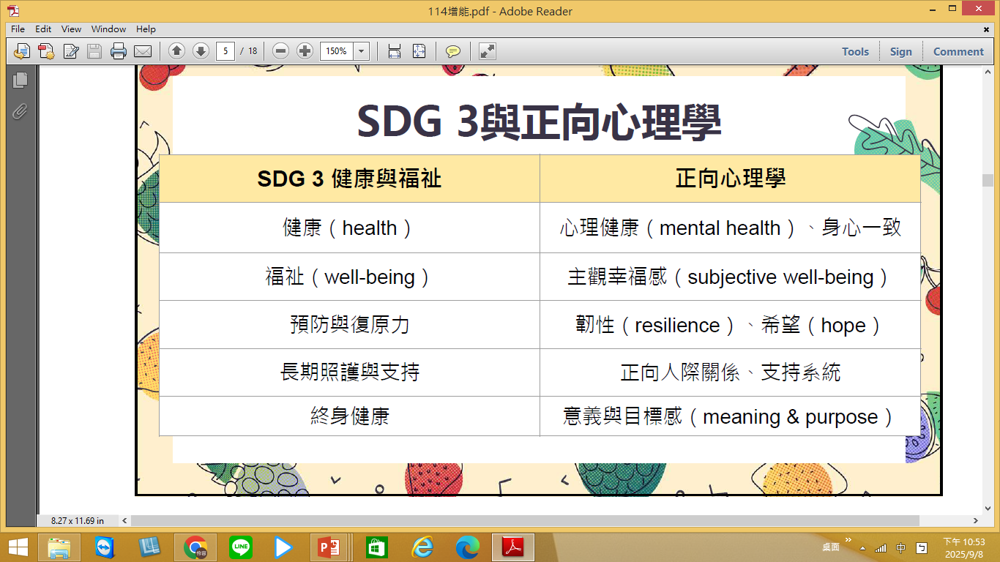 114增能.pdf - Adobe Reader
File Edit View Window Help
5 / 18 150% Tools Sign Comment
SDG 3與正向心理學
SDG 3 健康與福祉 正向心理學
健康（health） 心理健康（mental health）、身心一致
福祉（well-being） 主觀幸福感（subjective well-being）
預防與復原力 韌性（resilience）、希望（hope）
長期照護與支持 正向人際關係、支持系統
終身健康 意義與目標感（meaning & purpose）
8.27 x 11.69 in
LINE 桌面 中 ㄅ 下午 10:53
2025/9/8